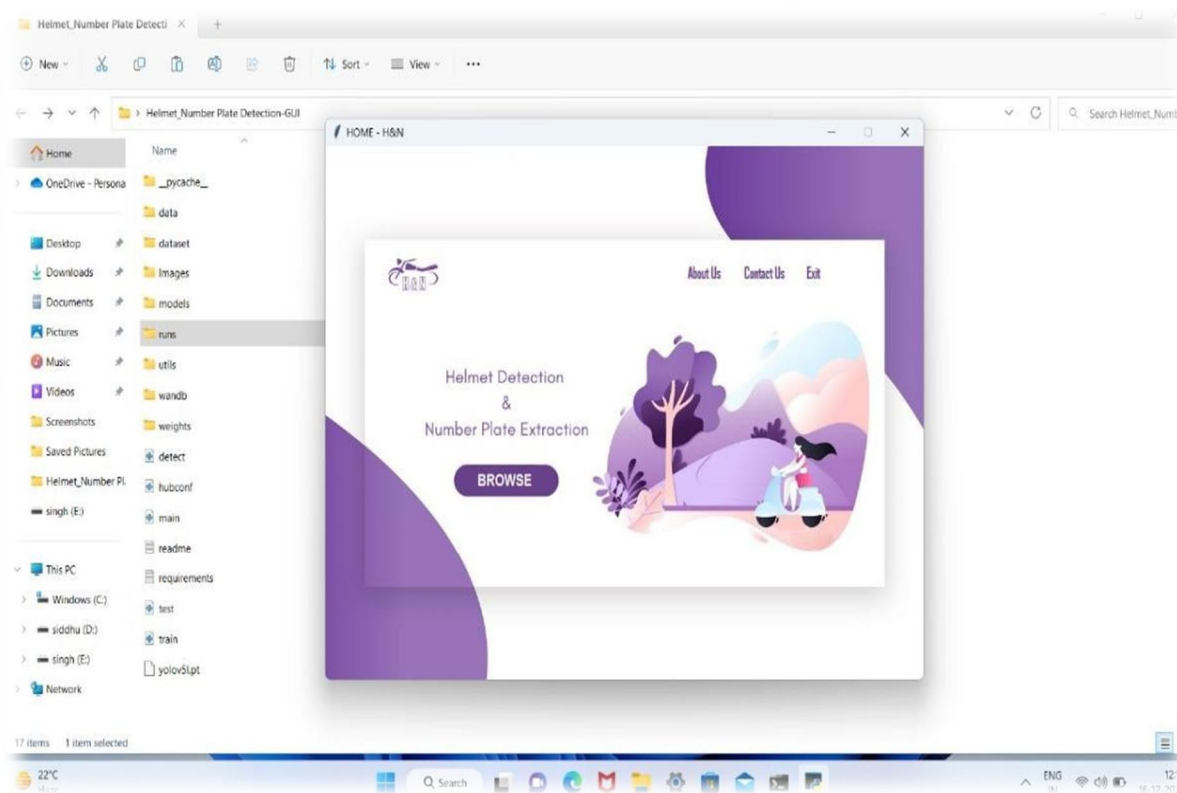 Helmet_Number Plate Detecti
New
Sort
View
Helmet_Number Plate Detection-GUI
Search Helmet_Numb
Home
OneDrive - Persona
Desktop
Downloads
Documents
Pictures
Music
Videos
Screenshots
Saved Pictures
Helmet_Number Pl
singh (E:)
This PC
Windows (C:)
siddhu (D:)
singh (E:)
Network
Name
__pycache__
data
dataset
Images
models
runs
utils
wandb
weights
detect
hubconf
main
readme
requirements
test
train
yolov5l.pt
HOME - H&N
H&N
About Us
Contact Us
Exit
Helmet Detection
&
Number Plate Extraction
BROWSE
17 items
1 item selected
22°C
Haze
Search
ENG
IN